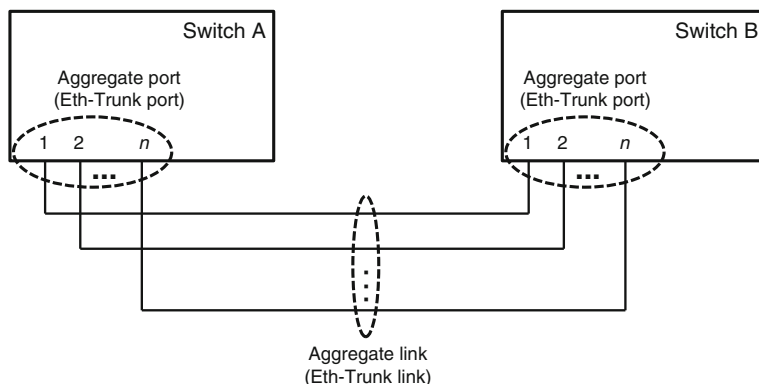 Switch A
Aggregate port
(Eth-Trunk port)
1 2 n
...
Switch B
Aggregate port
(Eth-Trunk port)
1 2 n
...
...
Aggregate link
(Eth-Trunk link)